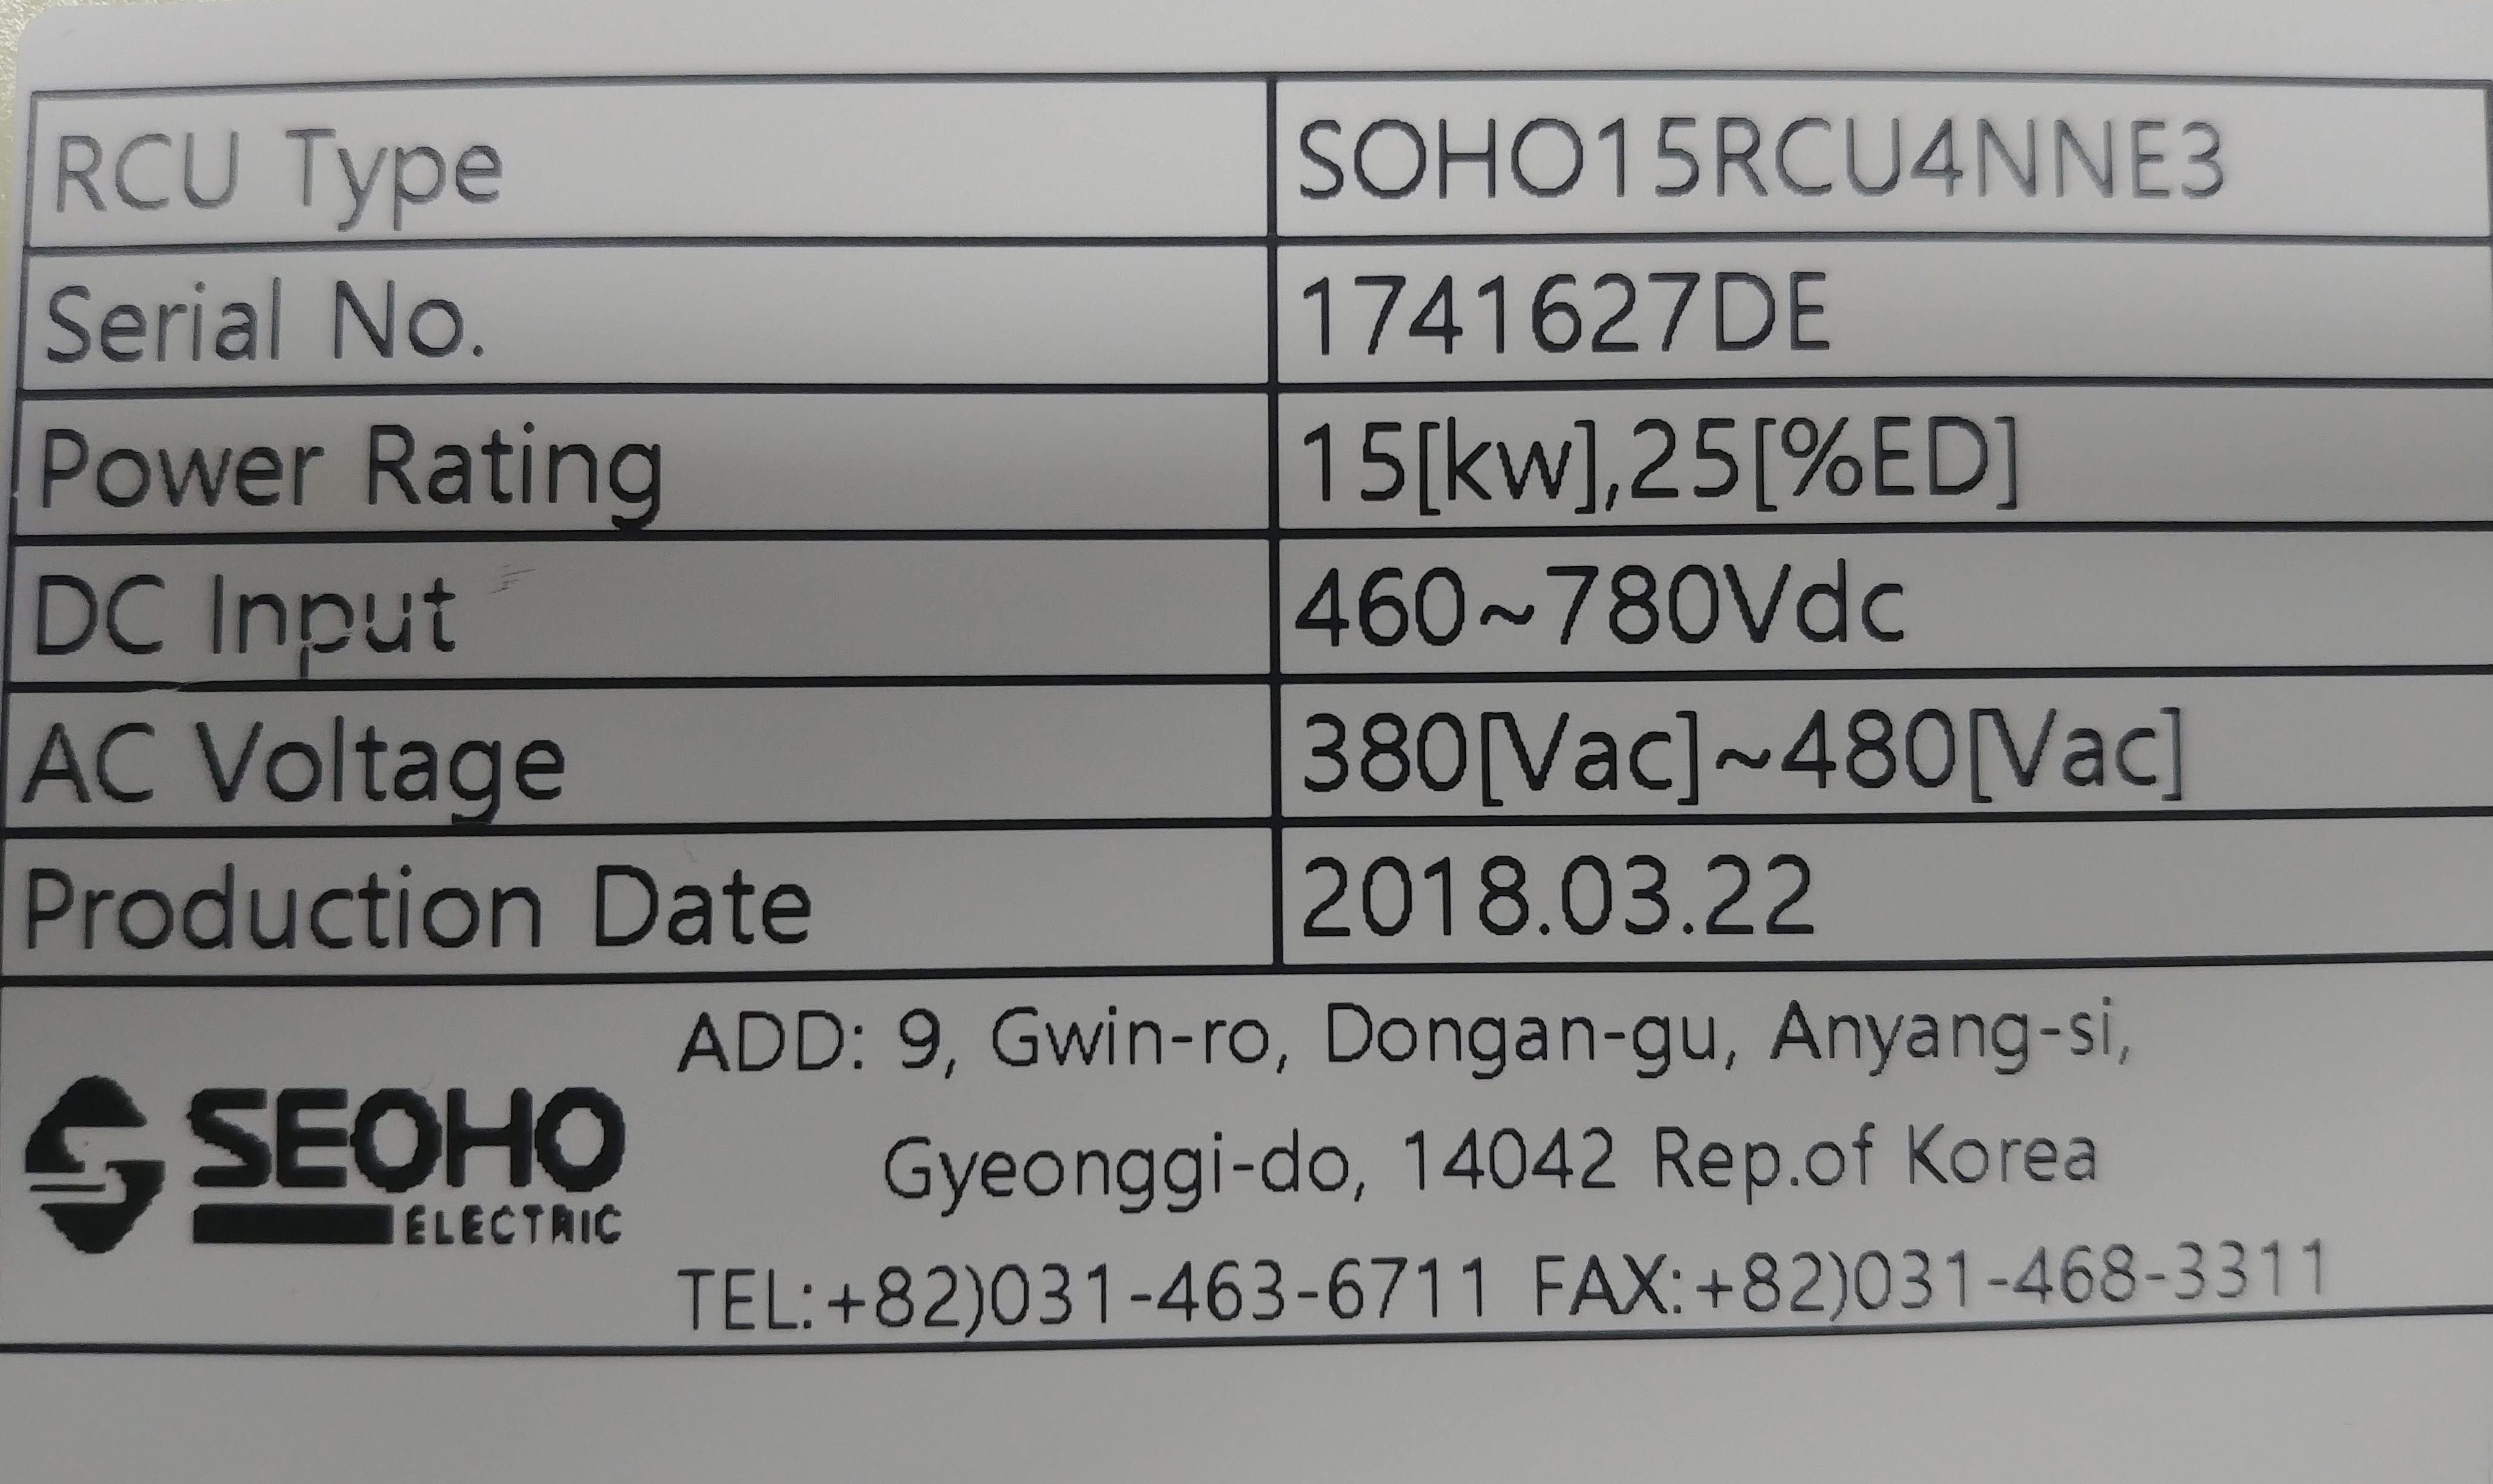 RCU Type SOHO15RCU4NNE3
Serial No. 1741627DE
Power Rating 15[kw],25[%ED]
DC Input 460~780Vdc
AC Voltage 380[Vac]~480[Vac]
Production Date 2018.03.22
SEOHO
ELECTRIC
ADD: 9, Gwin-ro, Dongan-gu, Anyang-si,
Gyeonggi-do, 14042 Rep.of Korea
TEL:+82)031-463-6711 FAX:+82)031-468-3311